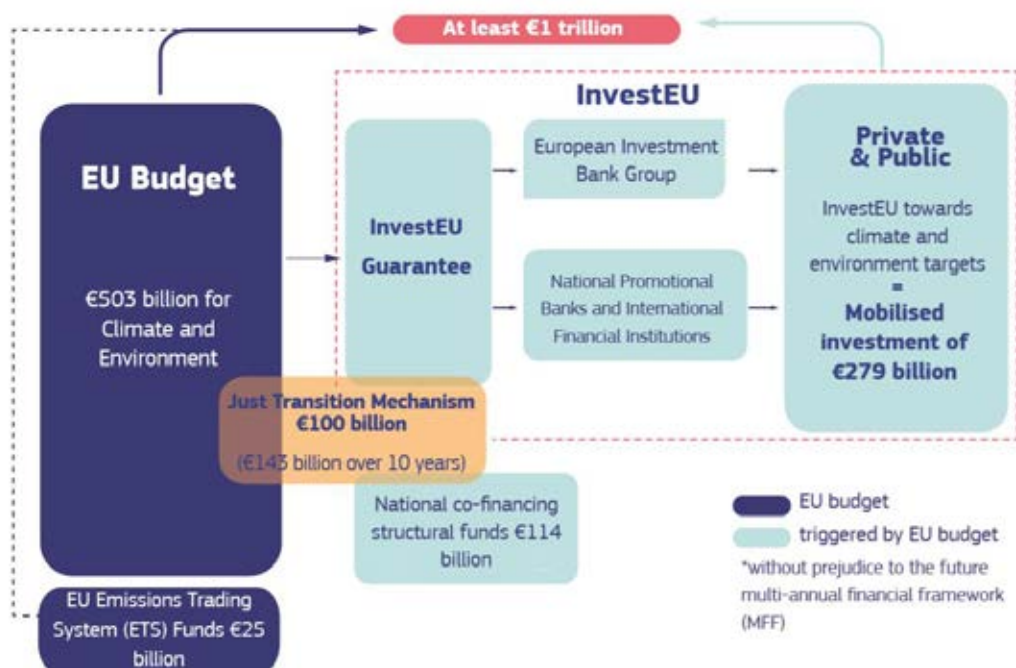 At least €1 trillion
EU Budget
€503 billion for
Climate and
Environment
InvestEU
InvestEU
Guarantee
European Investment
Bank Group
National Promotional
Banks and International
Financial Institutions
Private
& Public
InvestEU towards
climate and
environment targets
=
Mobilised
investment of
€279 billion
Just Transition Mechanism
€100 billion
(€143 billion over 10 years)
National co-financing
structural funds €114
billion
EU Emissions Trading
System (ETS) Funds €25
billion
EU budget
triggered by EU budget
*without prejudice to the future
multi-annual financial framework
(MFF)